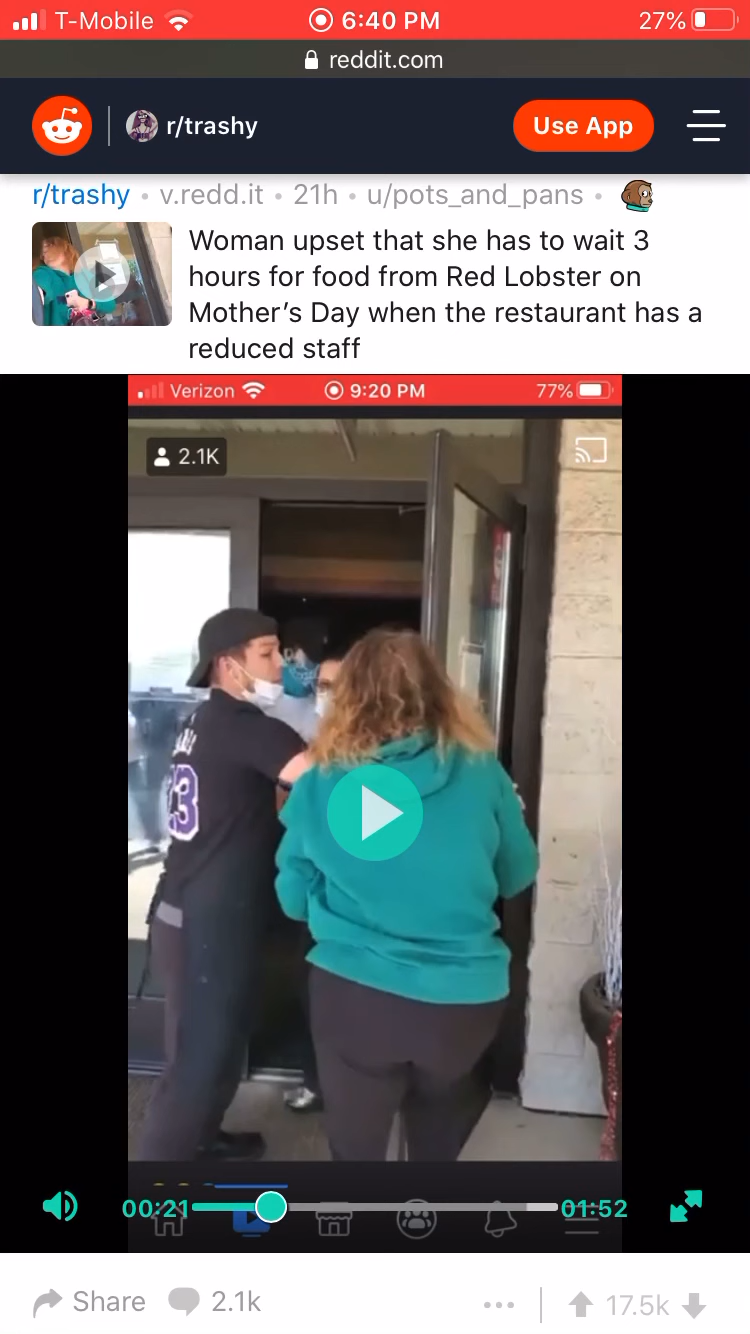 T-Mobile 6:40 PM 27%
reddit.com
r/trashy Use App
r/trashy • v.redd.it • 21h • u/pots_and_pans •
Woman upset that she has to wait 3
hours for food from Red Lobster on
Mother’s Day when the restaurant has a
reduced staff
Verizon 9:20 PM 77%
2.1K
3
00:21 01:52
Share 2.1k 17.5k